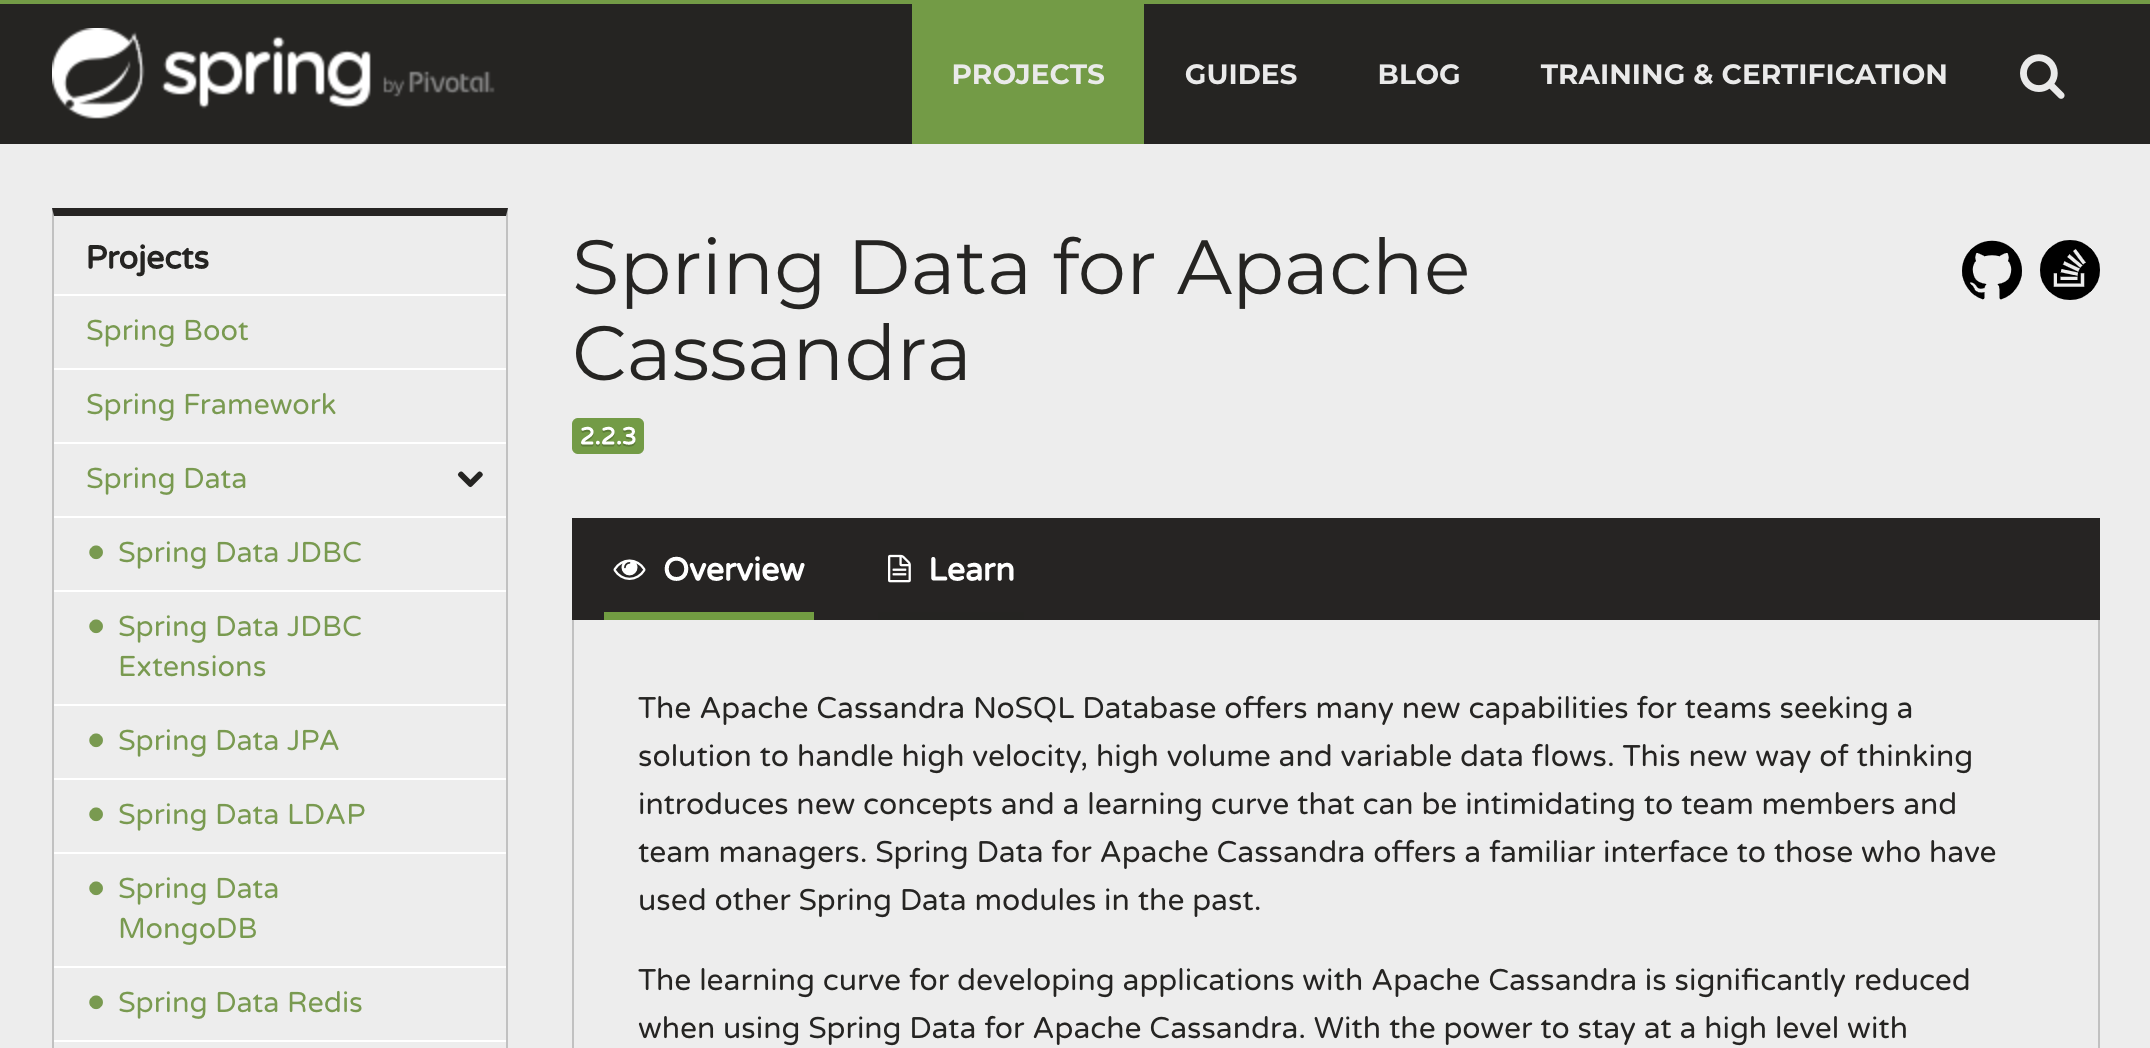 spring by Pivotal.
PROJECTS GUIDES BLOG TRAINING & CERTIFICATION
Projects
Spring Boot
Spring Framework
Spring Data
Spring Data JDBC
Spring Data JDBC
Extensions
Spring Data JPA
Spring Data LDAP
Spring Data
MongoDB
Spring Data Redis
Spring Data for Apache
Cassandra
2.2.3
Overview Learn
The Apache Cassandra NoSQL Database offers many new capabilities for teams seeking a
solution to handle high velocity, high volume and variable data flows. This new way of thinking
introduces new concepts and a learning curve that can be intimidating to team members and
team managers. Spring Data for Apache Cassandra offers a familiar interface to those who have
used other Spring Data modules in the past.
The learning curve for developing applications with Apache Cassandra is significantly reduced
when using Spring Data for Apache Cassandra. With the power to stay at a high level with